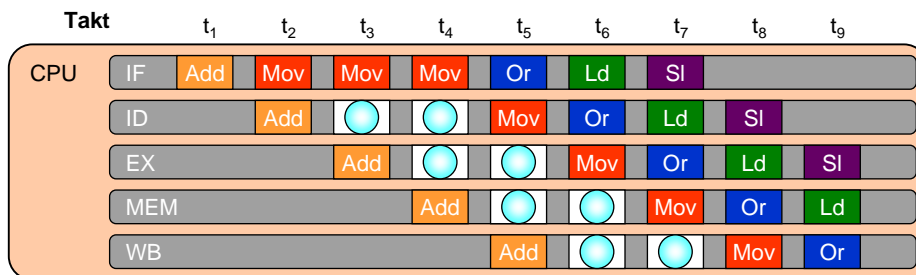 Takt t1 t2 t3 t4 t5 t6 t7 t8 t9
CPU IF Add Mov Mov Mov Or Ld Sl
ID Add Mov Or Ld Sl
EX Add Mov Or Ld Sl
MEM Add Mov Or Ld
WB Add Mov Or